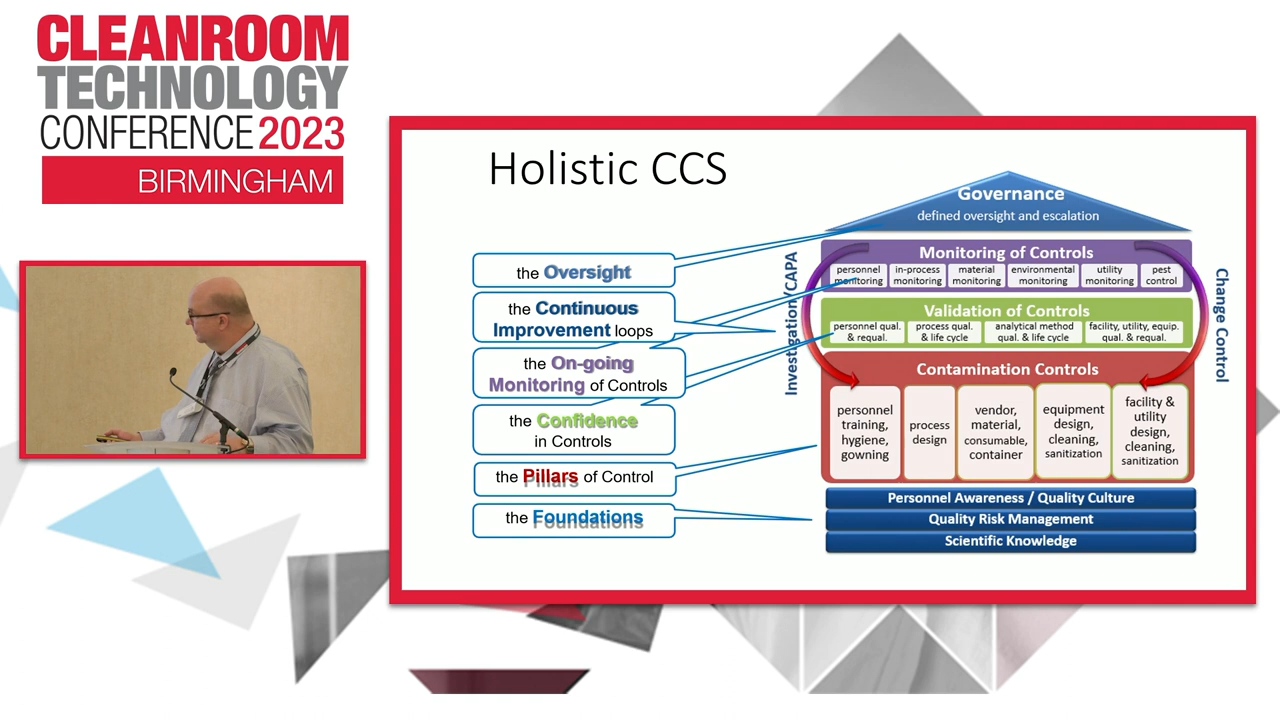 CLEANROOM
TECHNOLOGY
CONFERENCE 2023
BIRMINGHAM
Holistic CCS
the Oversight
the Continuous
Improvement loops
the On-going
Monitoring of Controls
the Confidence
in Controls
the Pillars of Control
the Foundations
Governance
defined oversight and escalation
Investigation/CAPA
Monitoring of Controls
personnel
monitoring
in-process
monitoring
material
monitoring
environmental
monitoring
utility
monitoring
pest
control
Validation of Controls
personnel qual.
& requal.
process qual.
& life cycle
analytical method
qual. & life cycle
facility, utility, equip.
qual. & requal.
Contamination Controls
personnel
training,
hygiene,
gowning
process
design
vendor,
material,
consumable,
container
equipment
design,
cleaning,
sanitization
facility &
utility
design,
cleaning,
sanitization
Change Control
Personnel Awareness / Quality Culture
Quality Risk Management
Scientific Knowledge